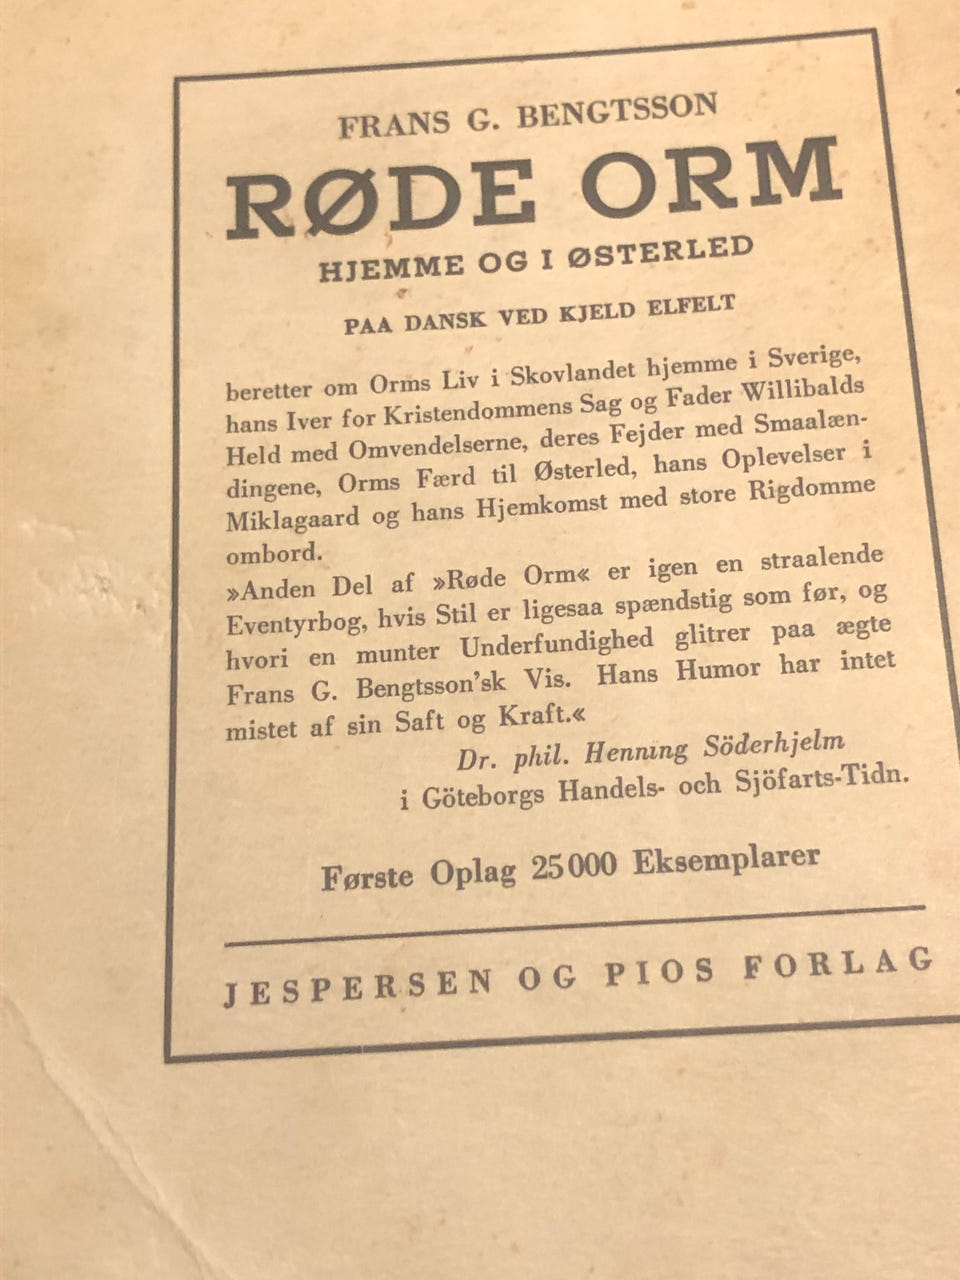 FRANS G. BENGTSSON
RØDE ORM
HJEMME OG I ØSTERLED
PAA DANSK VED KJELD ELFELT
beretter om Orms Liv i Skovlandet hjemme i Sverige,
hans Iver for Kristendommens Sag og Fader Willibalds
Held med Omvendelserne, deres Fejder med Smaalæn-
dingene, Orms Færd til Østerled, hans Oplevelser i
Miklagaard og hans Hjemkomst med store Rigdomme
ombord.
»Anden Del af »Røde Orm« er igen en straalende
Eventyrbog, hvis Stil er ligesaa spændstig som før, og
hvori en munter Underfundighed glitrer paa ægte
Frans G. Bengtsson'sk Vis. Hans Humor har intet
mistet af sin Saft og Kraft.«
Dr. phil. Henning Söderhjelm
i Göteborgs Handels- och Sjöfarts-Tidn.
Første Oplag 25 000 Eksemplarer
JESPERSEN OG PIOS FORLAG